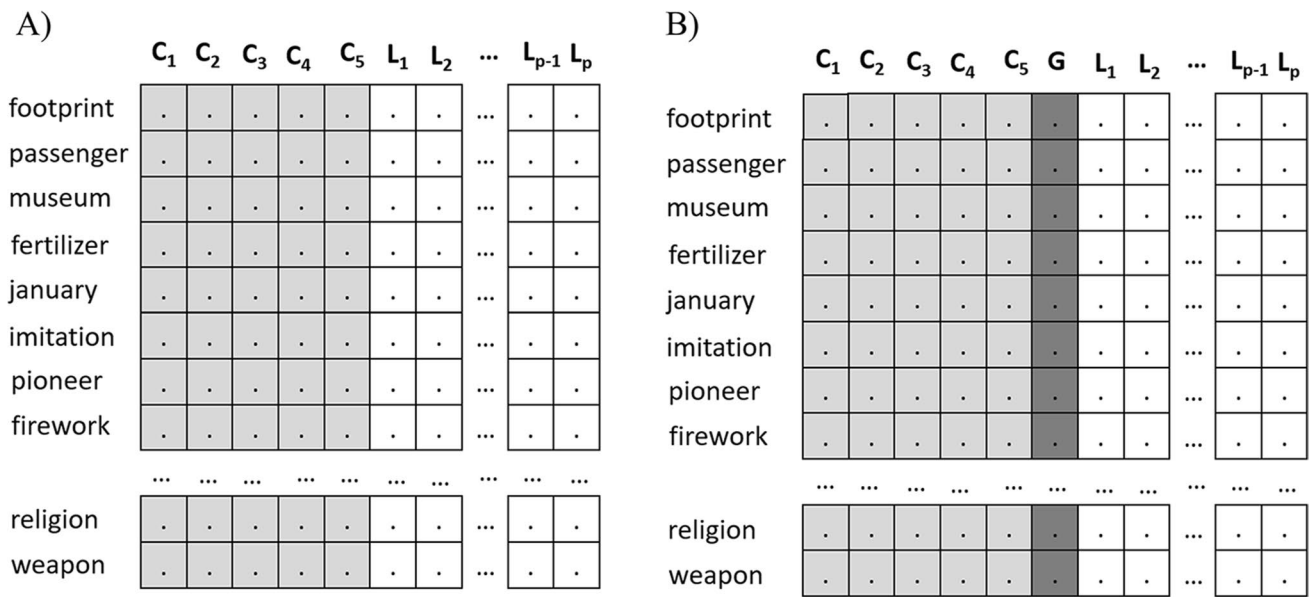 A)
C₁ C₂ C₃ C₄ C₅ L₁ L₂ ... Lₚ₋₁ Lₚ
footprint . . . . . . . ... . .
passenger . . . . . . . ... . .
museum . . . . . . . ... . .
fertilizer . . . . . . . ... . .
january . . . . . . . ... . .
imitation . . . . . . . ... . .
pioneer . . . . . . . ... . .
firework . . . . . . . ... . .
... ... ... ... ... ... ... ... ... ...
religion . . . . . . . ... . .
weapon . . . . . . . ... . .
B)
C₁ C₂ C₃ C₄ C₅ G L₁ L₂ ... Lₚ₋₁ Lₚ
footprint . . . . . . . . ... . .
passenger . . . . . . . . ... . .
museum . . . . . . . . ... . .
fertilizer . . . . . . . . ... . .
january . . . . . . . . ... . .
imitation . . . . . . . . ... . .
pioneer . . . . . . . . ... . .
firework . . . . . . . . ... . .
... ... ... ... ... ... ... ... ... ... ...
religion . . . . . . . . ... . .
weapon . . . . . . . . ... . .